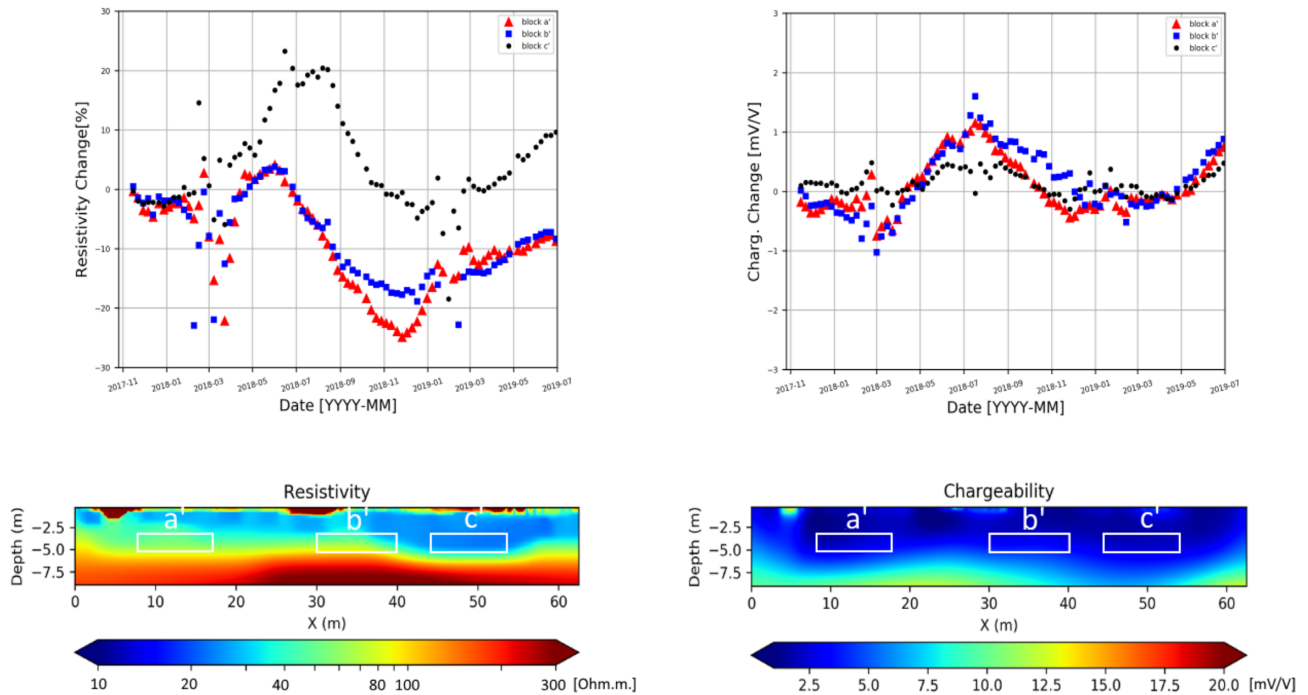 30
20
10
0
−10
−20
−30
Resistivity Change[%]
block a'
block b'
block c'
2017-11 2018-01 2018-03 2018-05 2018-07 2018-09 2018-11 2019-01 2019-03 2019-05 2019-07
Date [YYYY-MM]
3
2
1
0
−1
−2
−3
Charg. Change [mV/V]
block a'
block b'
block c'
2017-11 2018-01 2018-03 2018-05 2018-07 2018-09 2018-11 2019-01 2019-03 2019-05 2019-07
Date [YYYY-MM]
Resistivity
a' b' c'
−2.5
−5.0
−7.5
Depth (m)
0 10 20 30 40 50 60
X (m)
10 20 40 80 100 300 [Ohm.m.]
Chargeability
a' b' c'
−2.5
−5.0
−7.5
Depth (m)
0 10 20 30 40 50 60
X (m)
2.5 5.0 7.5 10.0 12.5 15.0 17.5 20.0 [mV/V]